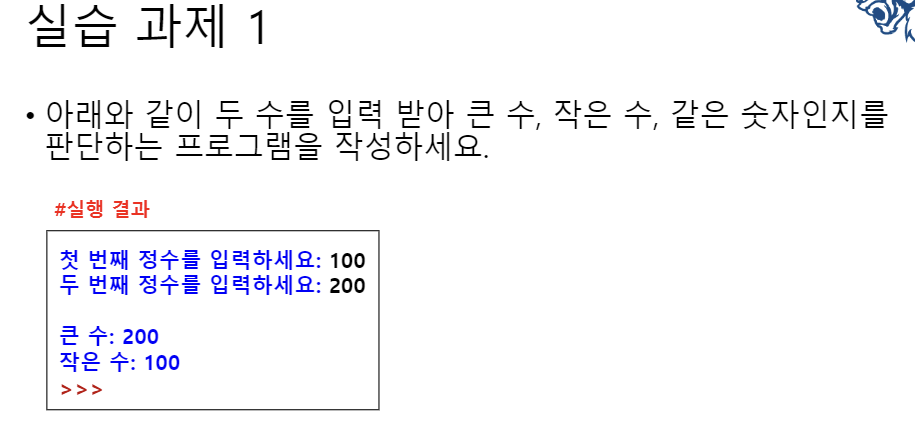 실습 과제 1
• 아래와 같이 두 수를 입력 받아 큰 수, 작은 수, 같은 숫자인지를
판단하는 프로그램을 작성하세요.
#실행 결과
첫 번째 정수를 입력하세요: 100
두 번째 정수를 입력하세요: 200
큰 수: 200
작은 수: 100
>>>